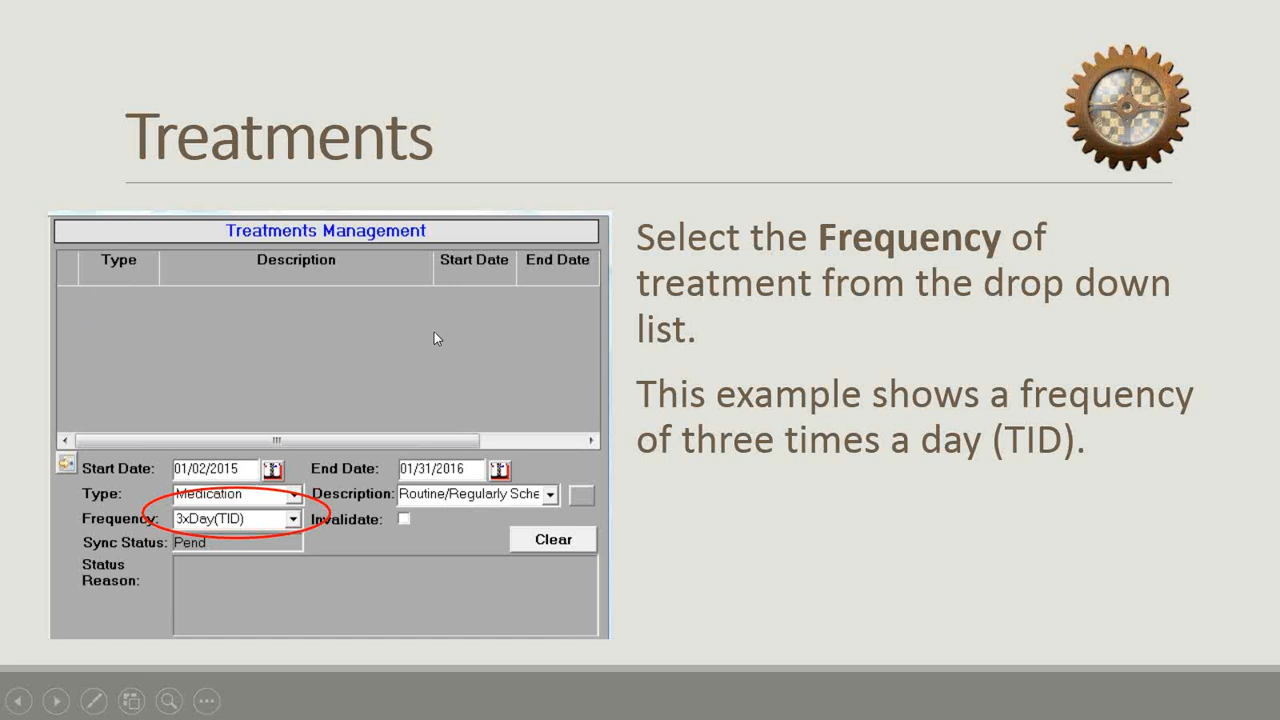 Treatments
Treatments Management
Type Description Start Date End Date
Start Date: 01/02/2015 End Date: 01/31/2016
Type: Medication Description: Routine/Regularly Sche
Frequency: 3xDay(TID) Invalidate:
Sync Status: Pend Clear
Status
Reason:
Select the Frequency of
treatment from the drop down
list.
This example shows a frequency
of three times a day (TID).